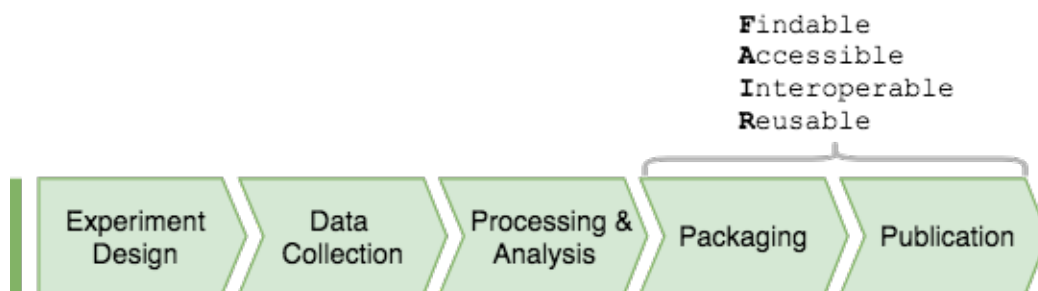 Findable
Accessible
Interoperable
Reusable
Experiment
Design
Data
Collection
Processing &
Analysis
Packaging
Publication